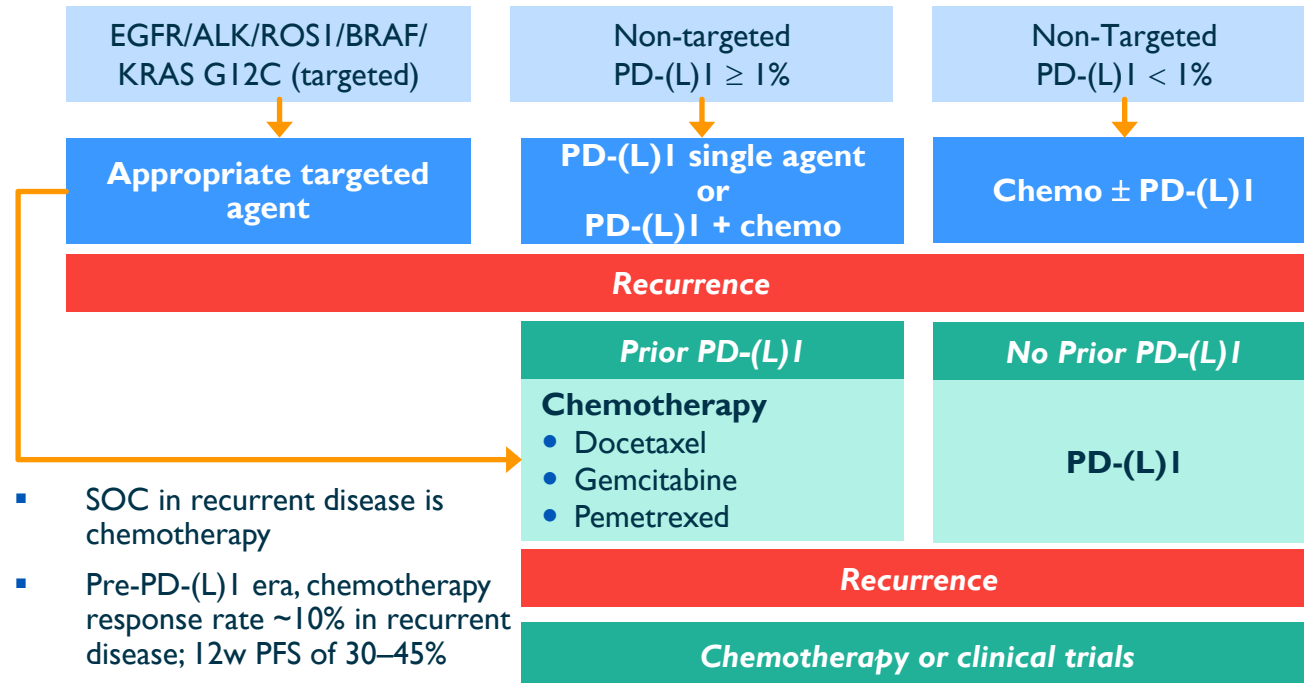 EGFR/ALK/ROS1/BRAF/
KRAS G12C (targeted)
Non-targeted
PD-(L)1 ≥ 1%
Non-Targeted
PD-(L)1 < 1%
Appropriate targeted
agent
PD-(L)1 single agent
or
PD-(L)1 + chemo
Chemo ± PD-(L)1
Recurrence
Prior PD-(L)1
No Prior PD-(L)1
Chemotherapy
• Docetaxel
• Gemcitabine
• Pemetrexed
PD-(L)1
▪ SOC in recurrent disease is
chemotherapy
▪ Pre-PD-(L)1 era, chemotherapy
response rate ~10% in recurrent
disease; 12w PFS of 30–45%
Recurrence
Chemotherapy or clinical trials